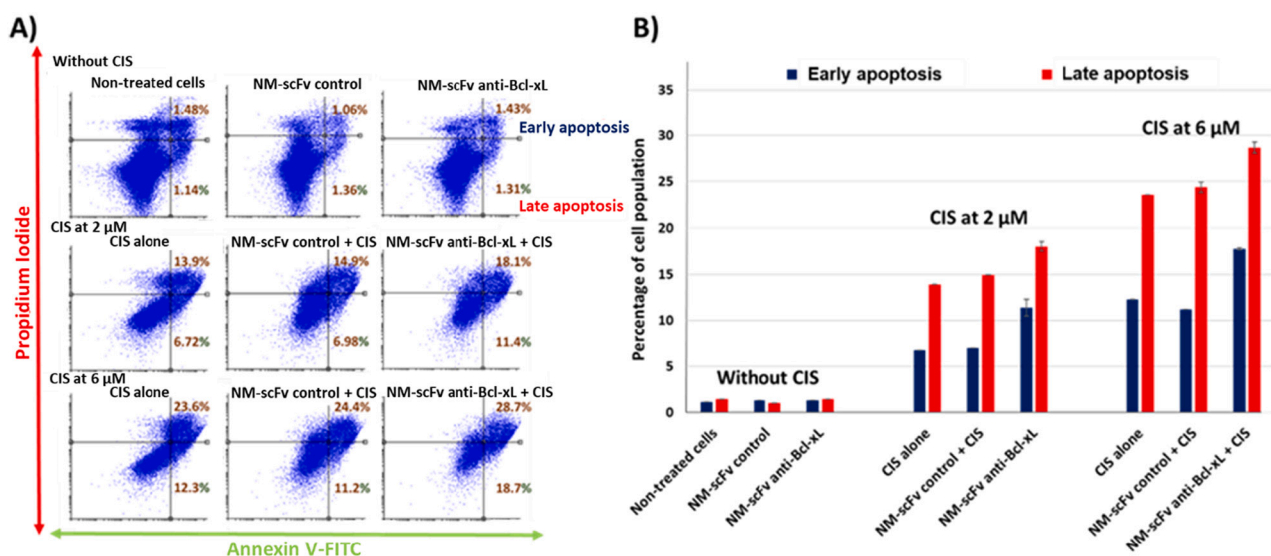 A)
Without CIS
Non-treated cells
NM-scFv control
NM-scFv anti-Bcl-xL
1.48%
1.06%
1.43%
Early apoptosis
1.14%
1.36%
1.31%
Late apoptosis
CIS at 2 µM
CIS alone
NM-scFv control + CIS
NM-scFv anti-Bcl-xL + CIS
13.9%
14.9%
18.1%
6.72%
6.98%
11.4%
CIS at 6 µM
CIS alone
NM-scFv control + CIS
NM-scFv anti-Bcl-xL + CIS
23.6%
24.4%
28.7%
12.3%
11.2%
18.7%
Propidium Iodide
Annexin V-FITC
B)
Early apoptosis
Late apoptosis
Percentage of cell population
35
30
25
20
15
10
5
0
Without CIS
CIS at 2 µM
CIS at 6 µM
Non-treated cells
NM-scFv control
NM-scFv anti-Bcl-xL
CIS alone
NM-scFv control + CIS
NM-scFv anti-Bcl-xL
CIS alone
NM-scFv control + CIS
NM-scFv anti-Bcl-xL + CIS